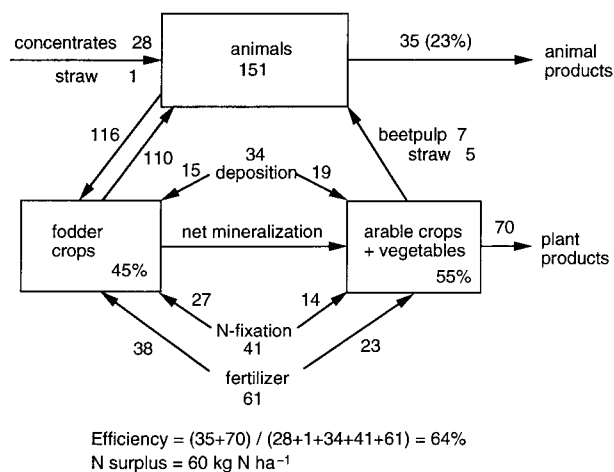 concentrates 28
straw 1
animals
151
35 (23%)
animal
products
116
110
beetpulp 7
straw 5
34
15 deposition 19
fodder
crops
45%
net mineralization
arable crops
+ vegetables
55%
70
plant
products
27
14
N-fixation
41
38
23
fertilizer
61
Efficiency = (35+70) / (28+1+34+41+61) = 64%
N surplus = 60 kg N ha⁻¹